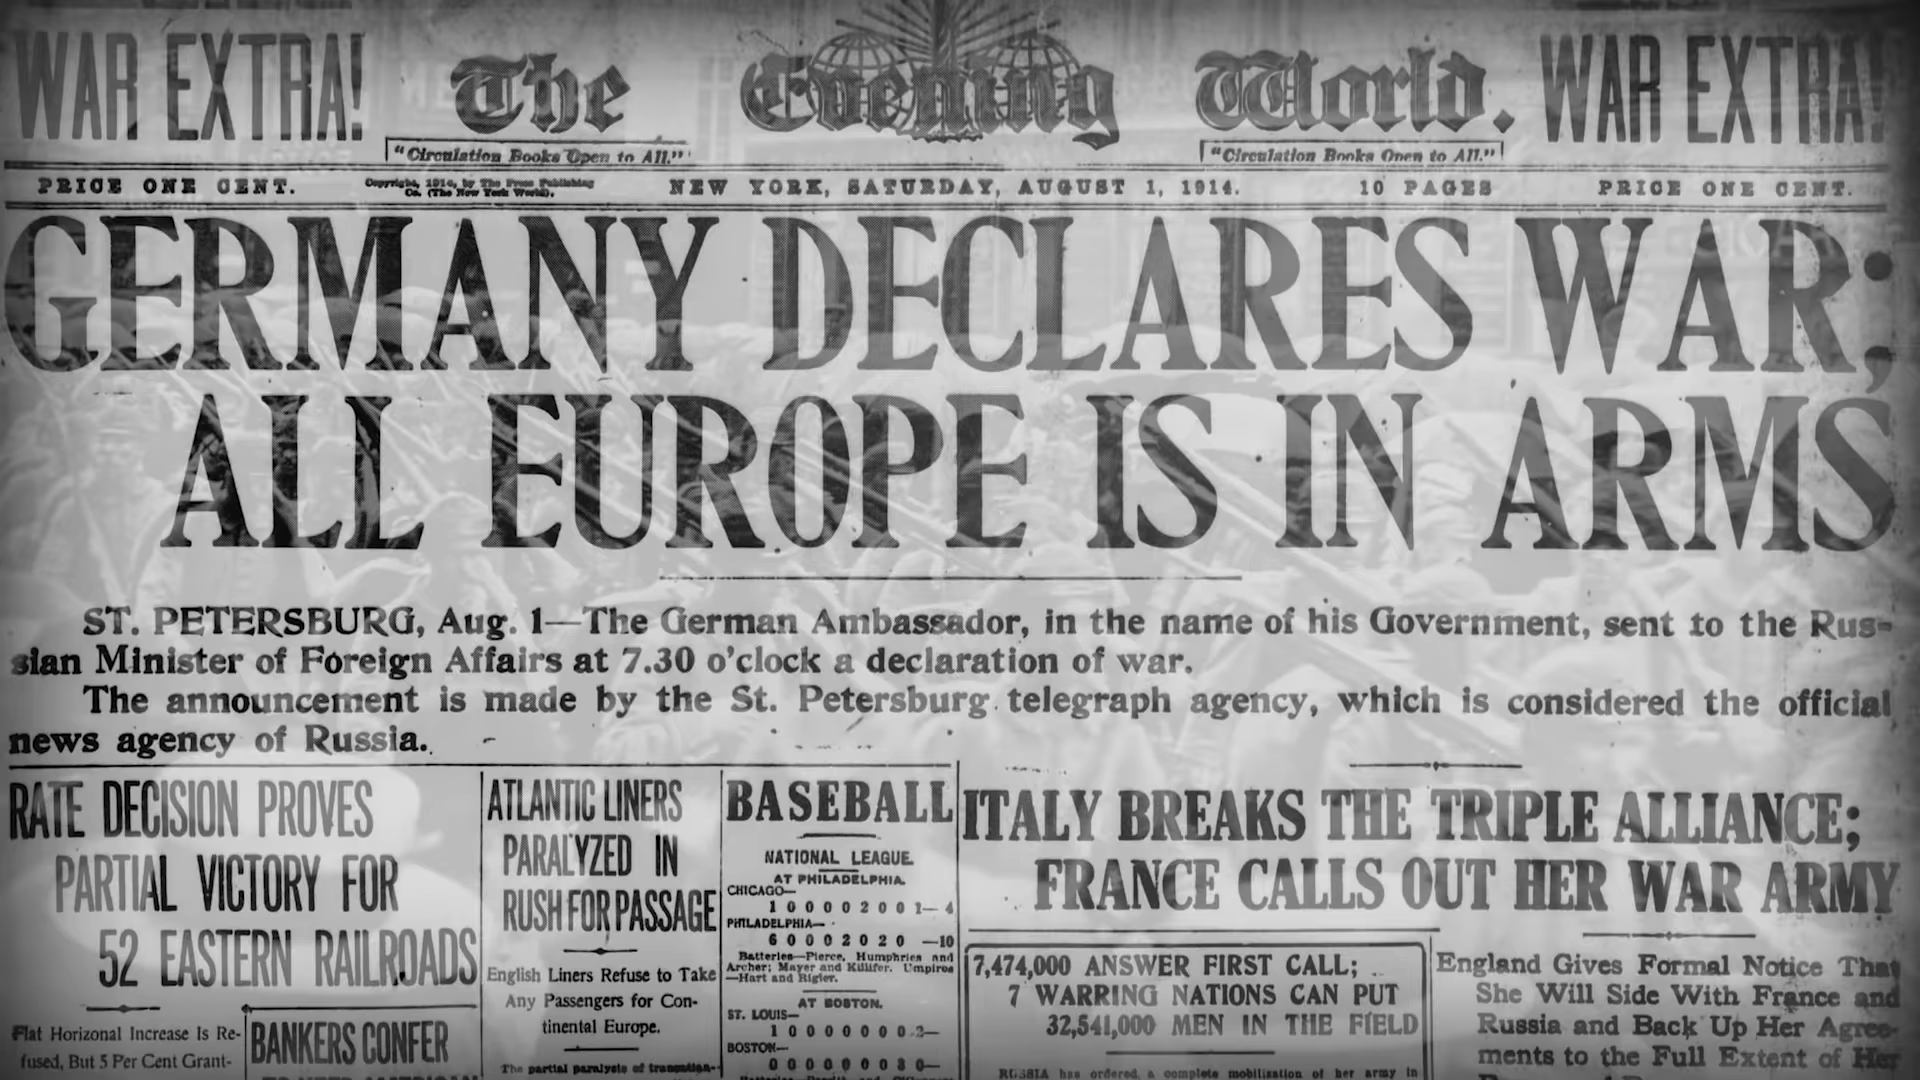 WAR EXTRA!
The Evening World.
WAR EXTRA!
"Circulation Books Open to All."
"Circulation Books Open to All."
PRICE ONE CENT.
Copyright, 1914, by The Press Publishing
Co. (The New York World).
NEW YORK, SATURDAY, AUGUST 1, 1914.
10 PAGES
PRICE ONE CENT.
GERMANY DECLARES WAR;
ALL EUROPE IS IN ARMS
ST. PETERSBURG, Aug. 1—The German Ambassador, in the name of his Government, sent to the Rus-
sian Minister of Foreign Affairs at 7.30 o'clock a declaration of war.
The announcement is made by the St. Petersburg telegraph agency, which is considered the official
news agency of Russia.
RATE DECISION PROVES
PARTIAL VICTORY FOR
52 EASTERN RAILROADS
Flat Horizonal Increase Is Re-
fused, But 5 Per Cent Grant-
BANKERS CONFER
ATLANTIC LINERS
PARALYZED IN
RUSH FOR PASSAGE
English Liners Refuse to Take
Any Passengers for Con-
tinental Europe.
The partial paralysis of
BASEBALL
NATIONAL LEAGUE.
AT PHILADELPHIA.
CHICAGO—
1 0 0 0 0 2 0 0 1— 4
PHILADELPHIA—
6 0 0 0 2 0 2 0 —10
Batteries—Pierce, Humphries and
Archer; Mayer and Killifer. Umpires
—Hart and Rigler.
AT BOSTON.
ST. LOUIS—
1 0 0 0 0 0 0 0
BOSTON—
0 0 0 0 0 0
ITALY BREAKS THE TRIPLE ALLIANCE;
FRANCE CALLS OUT HER WAR ARMY
7,474,000 ANSWER FIRST CALL;
7 WARRING NATIONS CAN PUT
32,541,000 MEN IN THE FIELD
RUSSIA has ordered a complete mobilization of her army in
England Gives Formal Notice That
She Will Side With France and
Russia and Back Up Her Agree-
ments to the Full Extent of Her